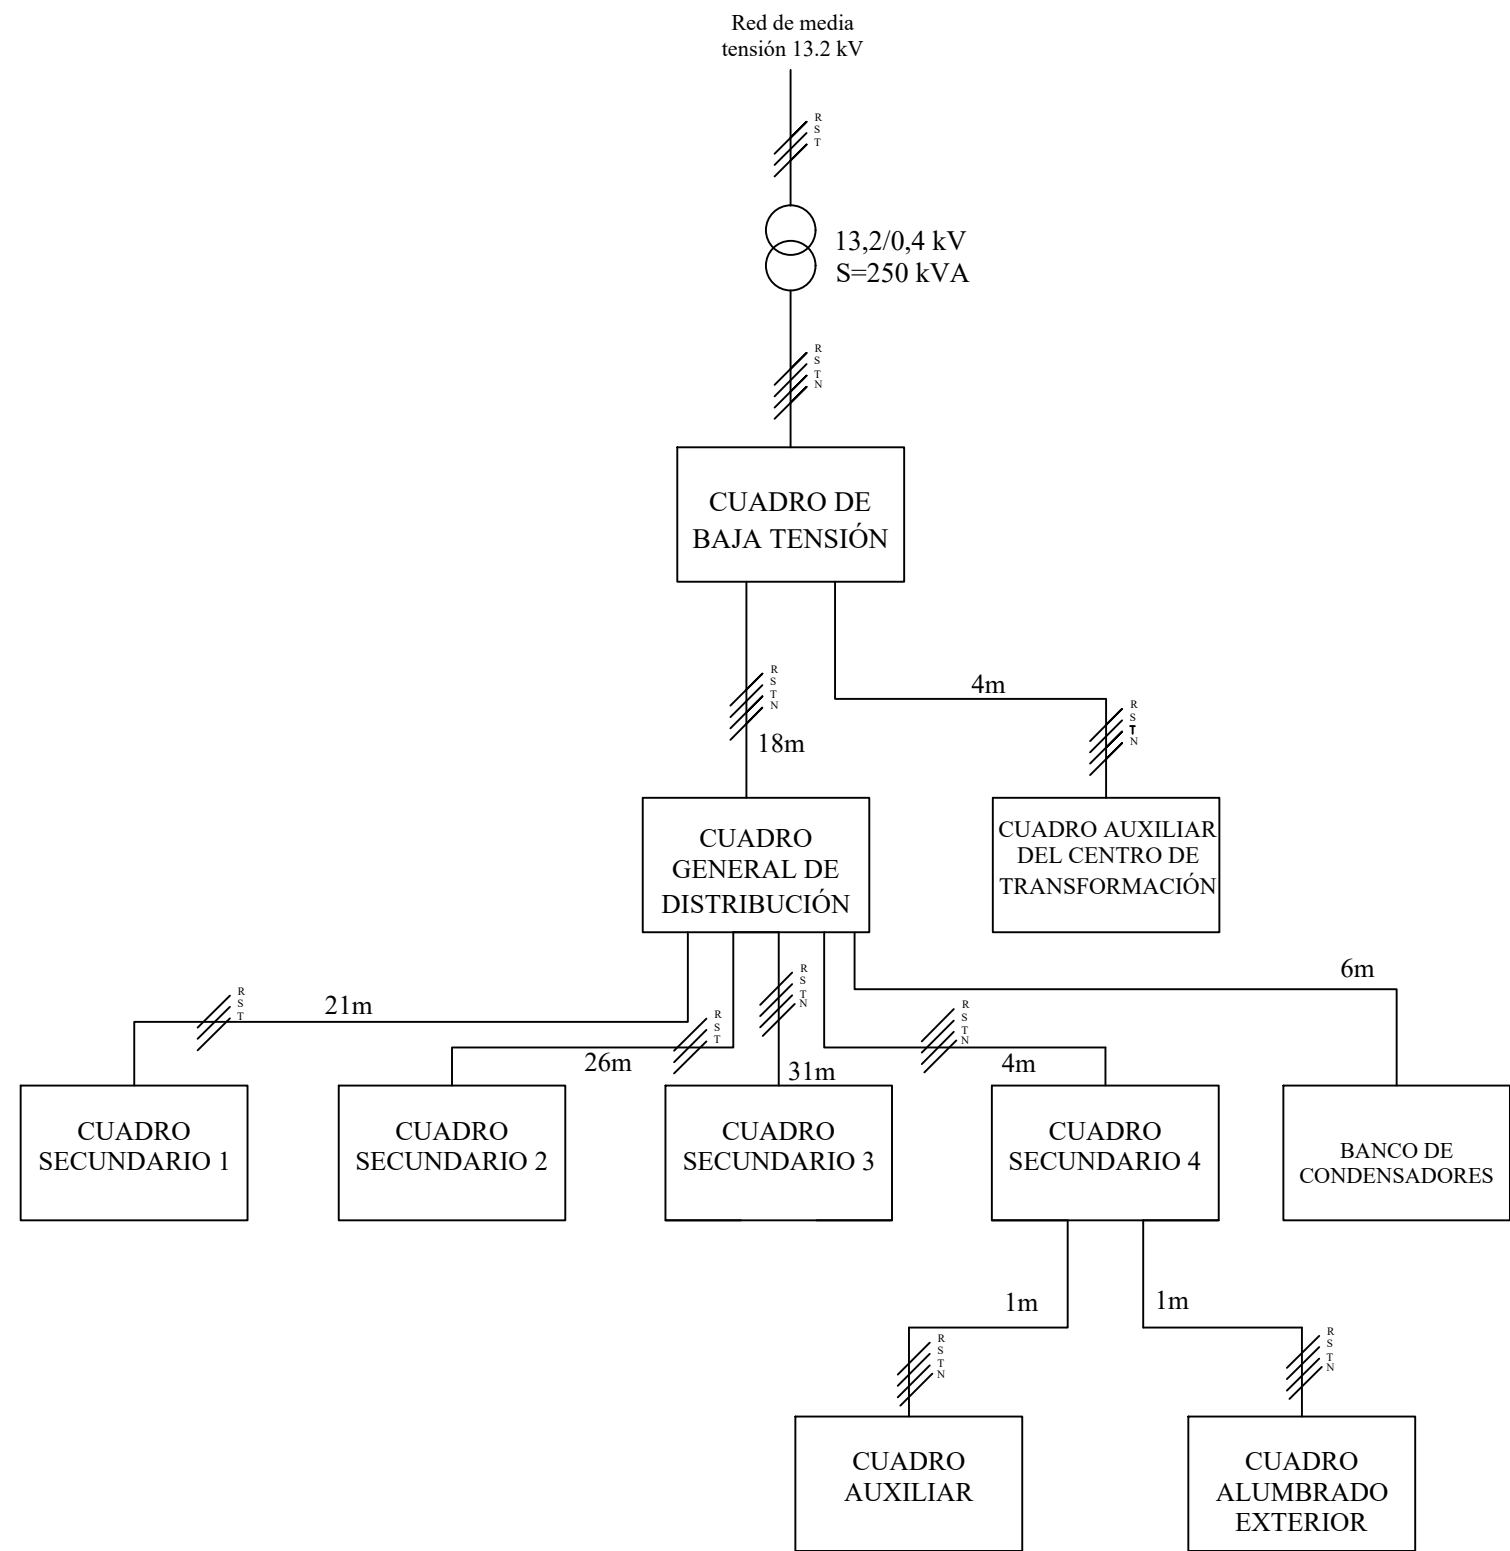 Red de media
tensión 13.2 kV
R
S
T
13,2/0,4 kV
S=250 kVA
R
S
T
N
CUADRO DE
BAJA TENSIÓN
R
S
T
N
18m
4m
R
S
T
N
CUADRO
GENERAL DE
DISTRIBUCIÓN
CUADRO AUXILIAR
DEL CENTRO DE
TRANSFORMACIÓN
R
S
T
21m
R
S
T
26m
R
S
T
N
31m
R
S
T
N
4m
6m
CUADRO
SECUNDARIO 1
CUADRO
SECUNDARIO 2
CUADRO
SECUNDARIO 3
CUADRO
SECUNDARIO 4
BANCO DE
CONDENSADORES
1m
1m
R
S
T
N
R
S
T
N
CUADRO
AUXILIAR
CUADRO
ALUMBRADO
EXTERIOR